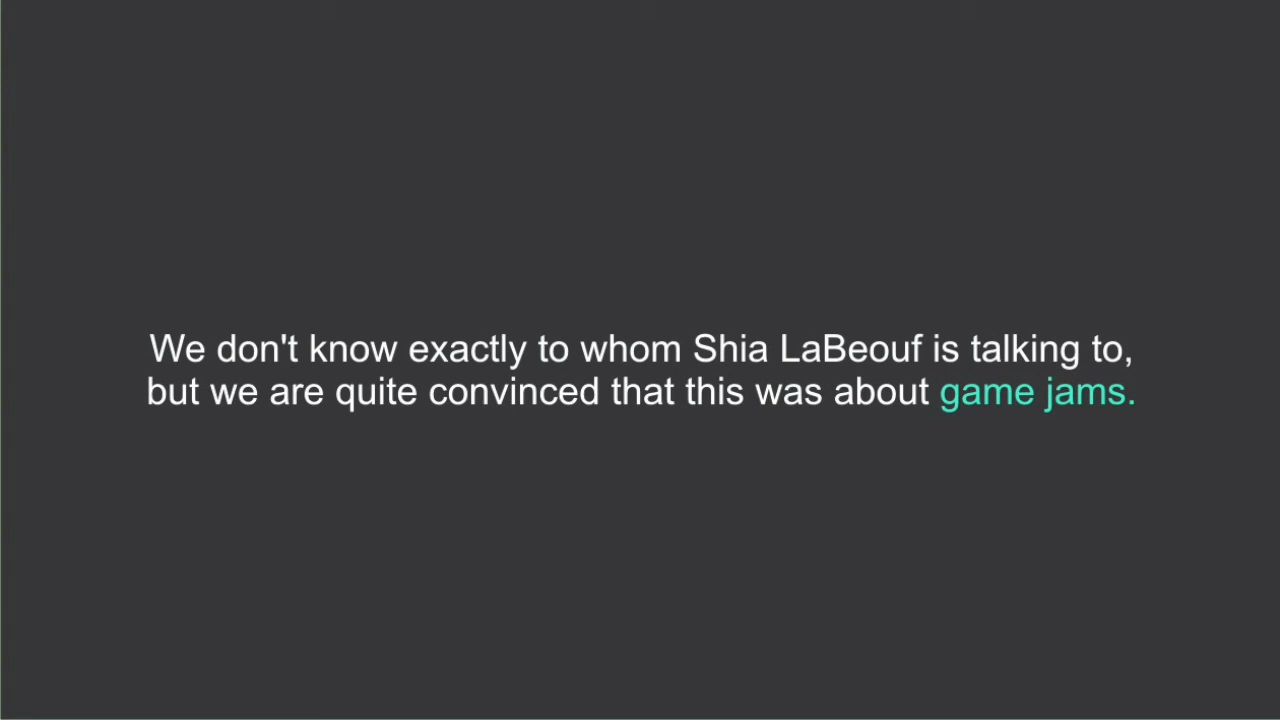 We don't know exactly to whom Shia LaBeouf is talking to,
but we are quite convinced that this was about game jams.